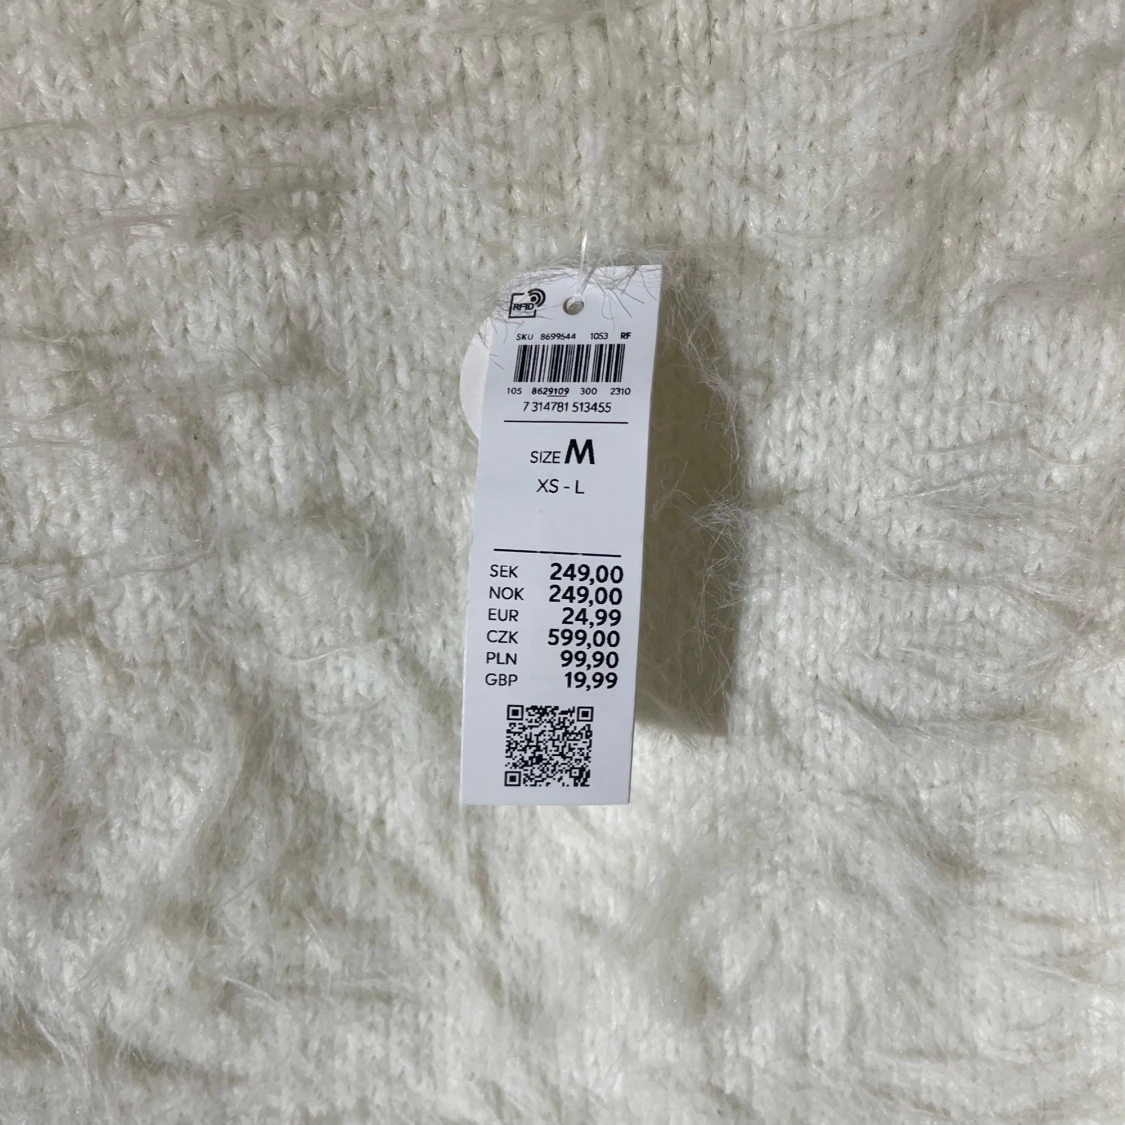 RFID
SKU 8699544 1053 RF
105 8629109 300 2310
7 314781 513455
SIZE M
XS - L
SEK 249,00
NOK 249,00
EUR 24,99
CZK 599,00
PLN 99,90
GBP 19,99